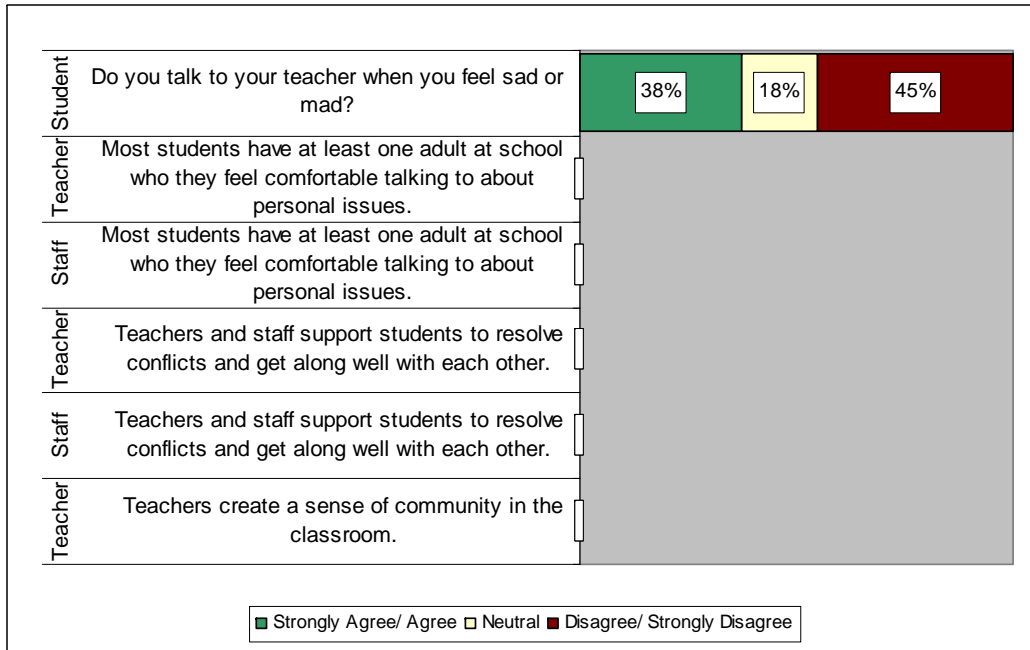 Student
Do you talk to your teacher when you feel sad or
mad?
38%
18%
45%
Teacher
Most students have at least one adult at school
who they feel comfortable talking to about
personal issues.
Staff
Most students have at least one adult at school
who they feel comfortable talking to about
personal issues.
Teacher
Teachers and staff support students to resolve
conflicts and get along well with each other.
Staff
Teachers and staff support students to resolve
conflicts and get along well with each other.
Teacher
Teachers create a sense of community in the
classroom.
Strongly Agree/ Agree Neutral Disagree/ Strongly Disagree